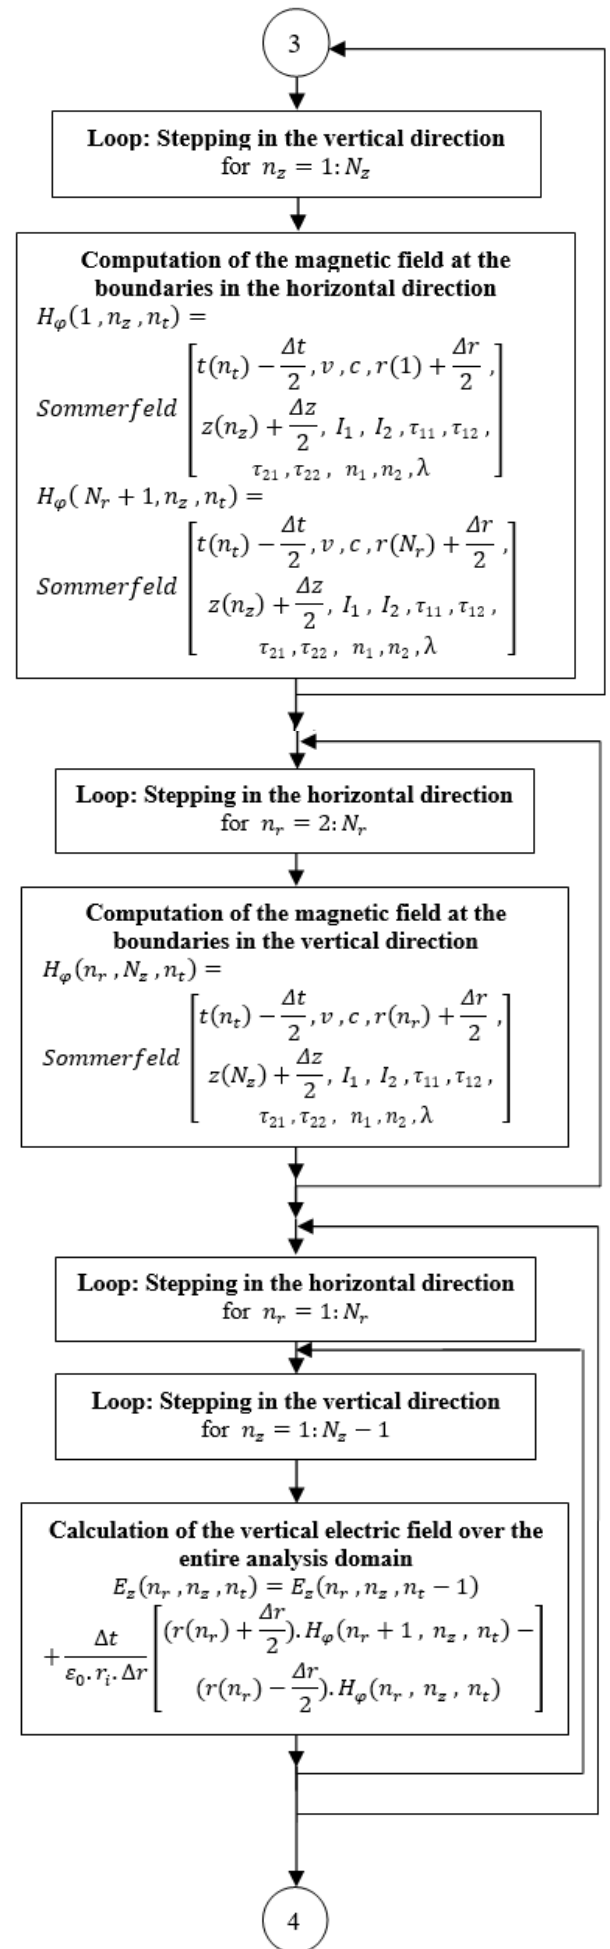 3
Loop: Stepping in the vertical direction
for n_z = 1: N_z
Computation of the magnetic field at the
boundaries in the horizontal direction
H_φ(1 , n_z , n_t) =
Sommerfeld [t(n_t) − Δt/2 , v , c , r(1) + Δr/2 ,
z(n_z) + Δz/2 , I_1 , I_2 , τ_11 , τ_12 ,
τ_21 , τ_22 , n_1 , n_2 , λ]
H_φ( N_r + 1, n_z , n_t) =
Sommerfeld [t(n_t) − Δt/2 , v , c , r(N_r) + Δr/2 ,
z(n_z) + Δz/2 , I_1 , I_2 , τ_11 , τ_12 ,
τ_21 , τ_22 , n_1 , n_2 , λ]
Loop: Stepping in the horizontal direction
for n_r = 2: N_r
Computation of the magnetic field at the
boundaries in the vertical direction
H_φ(n_r , N_z , n_t) =
Sommerfeld [t(n_t) − Δt/2 , v , c , r(n_r) + Δr/2 ,
z(N_z) + Δz/2 , I_1 , I_2 , τ_11 , τ_12 ,
τ_21 , τ_22 , n_1 , n_2 , λ]
Loop: Stepping in the horizontal direction
for n_r = 1: N_r
Loop: Stepping in the vertical direction
for n_z = 1: N_z − 1
Calculation of the vertical electric field over the
entire analysis domain
E_z(n_r , n_z , n_t) = E_z(n_r , n_z , n_t − 1)
+ Δt/(ε_0. r_i. Δr) [(r(n_r) + Δr/2). H_φ(n_r + 1 , n_z , n_t) −
(r(n_r) − Δr/2). H_φ(n_r , n_z , n_t)]
4